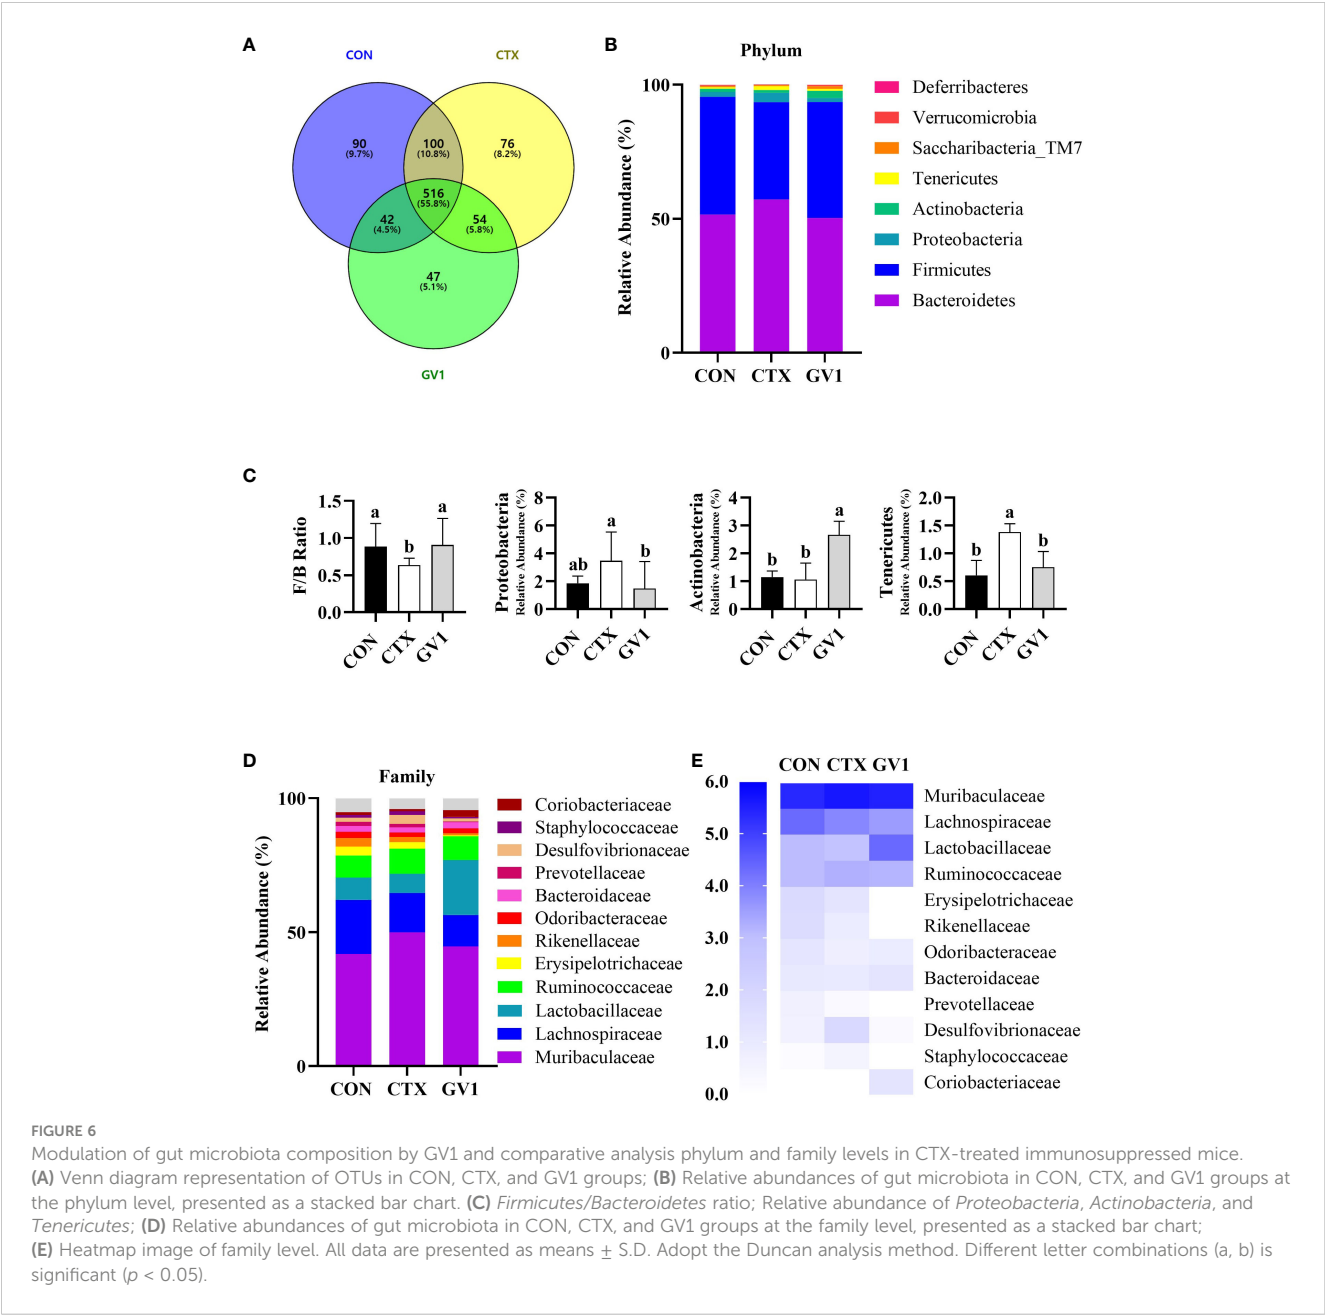 A
CON
CTX
90
(9.7%)
100
(10.8%)
76
(8.2%)
516
(55.8%)
42
(4.5%)
54
(5.8%)
47
(5.1%)
GV1
B
Phylum
Relative Abundance (%)
100
50
0
CON CTX GV1
Deferribacteres
Verrucomicrobia
Saccharibacteria_TM7
Tenericutes
Actinobacteria
Proteobacteria
Firmicutes
Bacteroidetes
C
F/B Ratio
1.5
1.0
0.5
0.0
a
b
a
CON
CTX
GV1
Proteobacteria
Relative Abundance (%)
8
6
4
2
0
ab
a
b
CON
CTX
GV1
Actinobacteria
Relative Abundance (%)
4
3
2
1
0
b
b
a
CON
CTX
GV1
Tenericutes
Relative Abundance (%)
2.0
1.5
1.0
0.5
0.0
b
a
b
CON
CTX
GV1
D
Family
Relative Abundance (%)
100
50
0
CON CTX GV1
Coriobacteriaceae
Staphylococcaceae
Desulfovibrionaceae
Prevotellaceae
Bacteroidaceae
Odoribacteraceae
Rikenellaceae
Erysipelotrichaceae
Ruminococcaceae
Lactobacillaceae
Lachnospiraceae
Muribaculaceae
E
CON CTX GV1
6.0
5.0
4.0
3.0
2.0
1.0
0.0
Muribaculaceae
Lachnospiraceae
Lactobacillaceae
Ruminococcaceae
Erysipelotrichaceae
Rikenellaceae
Odoribacteraceae
Bacteroidaceae
Prevotellaceae
Desulfovibrionaceae
Staphylococcaceae
Coriobacteriaceae
FIGURE 6
Modulation of gut microbiota composition by GV1 and comparative analysis phylum and family levels in CTX-treated immunosuppressed mice.
(A) Venn diagram representation of OTUs in CON, CTX, and GV1 groups; (B) Relative abundances of gut microbiota in CON, CTX, and GV1 groups at
the phylum level, presented as a stacked bar chart. (C) Firmicutes/Bacteroidetes ratio; Relative abundance of Proteobacteria, Actinobacteria, and
Tenericutes; (D) Relative abundances of gut microbiota in CON, CTX, and GV1 groups at the family level, presented as a stacked bar chart;
(E) Heatmap image of family level. All data are presented as means ± S.D. Adopt the Duncan analysis method. Different letter combinations (a, b) is
significant (p < 0.05).